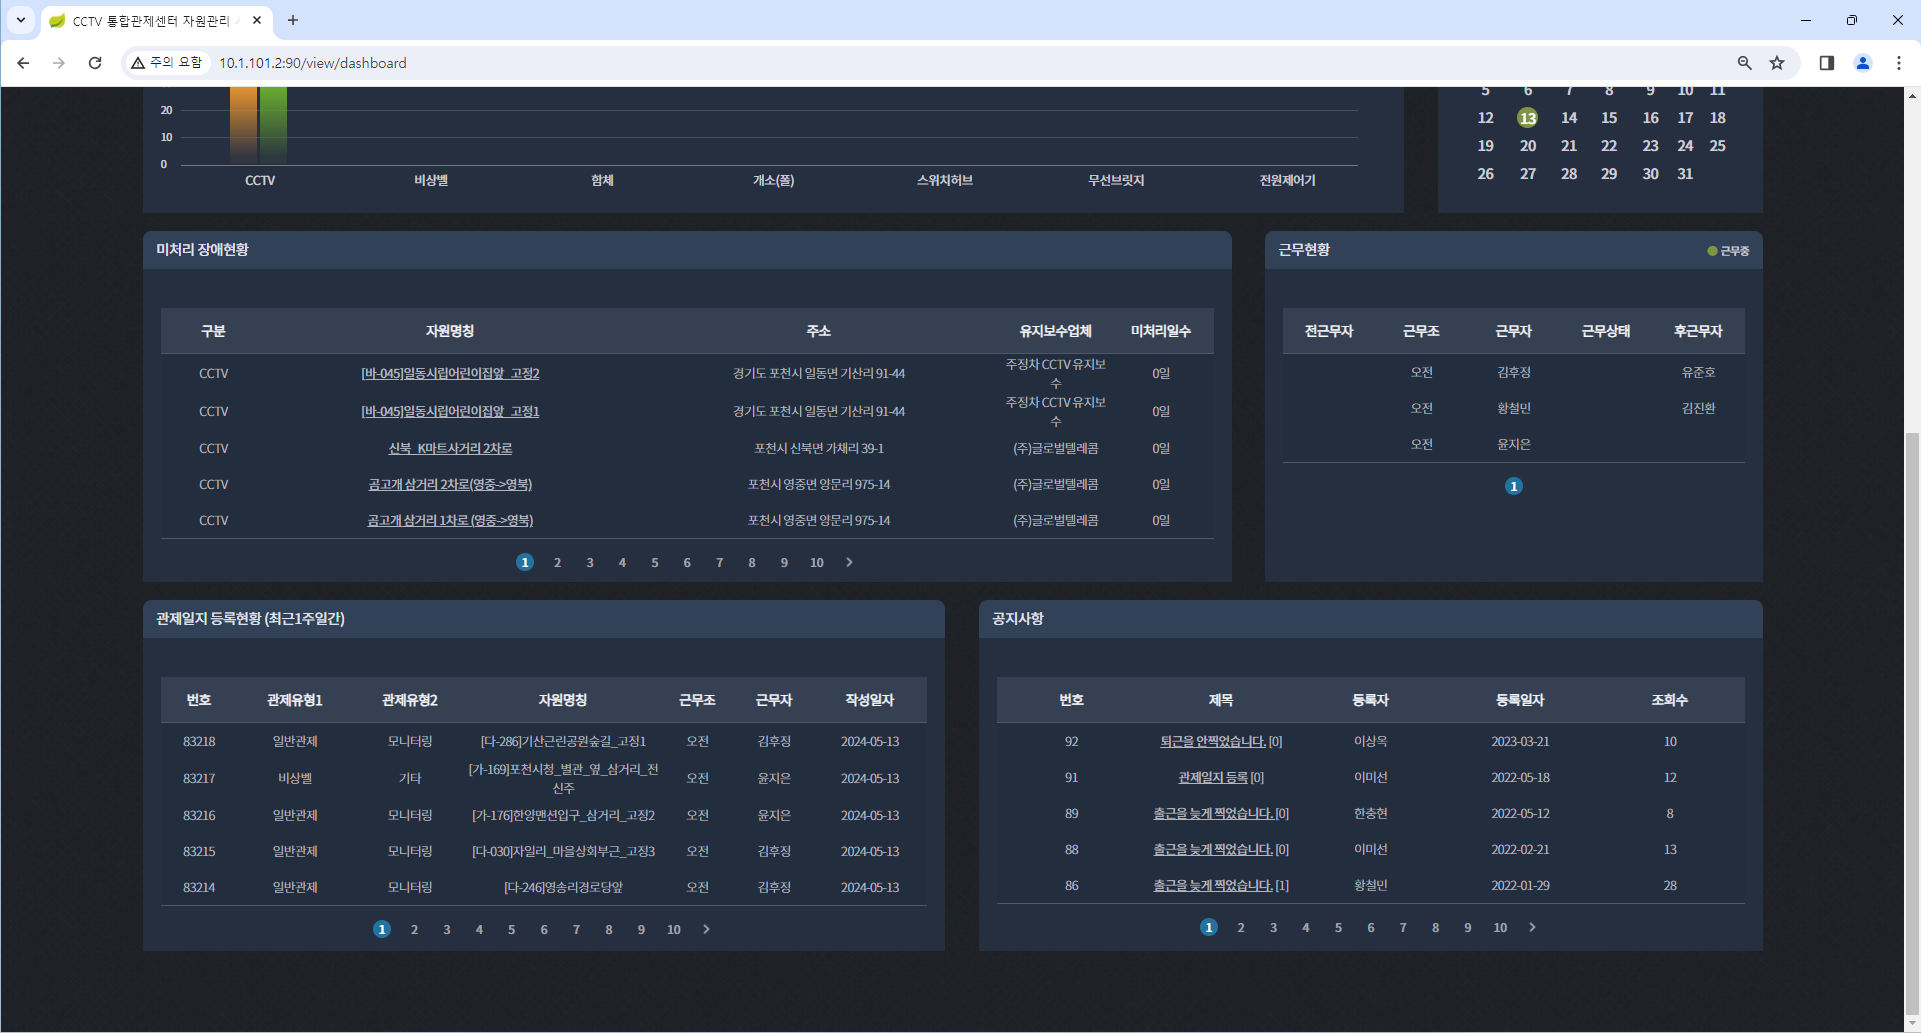 CCTV 통합관제센터 자원관리
주의 요함 10.1.101.2:90/view/dashboard
20
10
0
CCTV 비상벨 함체 개소(폴) 스위치허브 무선브릿지 전원제어기
5 6 7 8 9 10 11
12 13 14 15 16 17 18
19 20 21 22 23 24 25
26 27 28 29 30 31
미처리 장애현황
구분 자원명칭 주소 유지보수업체 미처리일수
CCTV [바-045]일동시립어린이집앞_고정2 경기도 포천시 일동면 기산리 91-44 주정차 CCTV 유지보
수 0일
CCTV [바-045]일동시립어린이집앞_고정1 경기도 포천시 일동면 기산리 91-44 주정차 CCTV 유지보
수 0일
CCTV 신북_K마트사거리 2차로 포천시 신북면 가채리 39-1 (주)글로벌텔레콤 0일
CCTV 곰고개 삼거리 2차로(영중->영북) 포천시 영중면 양문리 975-14 (주)글로벌텔레콤 0일
CCTV 곰고개 삼거리 1차로 (영중->영북) 포천시 영중면 양문리 975-14 (주)글로벌텔레콤 0일
1 2 3 4 5 6 7 8 9 10
근무현황 근무중
전근무자 근무조 근무자 근무상태 후근무자
오전 김후정 유준호
오전 황철민 김진환
오전 윤지은
1
관제일지 등록현황 (최근1주일간)
번호 관제유형1 관제유형2 자원명칭 근무조 근무자 작성일자
83218 일반관제 모니터링 [다-286]기산근린공원숲길_고정1 오전 김후정 2024-05-13
83217 비상벨 기타 [가-169]포천시청_별관_옆_삼거리_전
신주 오전 윤지은 2024-05-13
83216 일반관제 모니터링 [가-176]한양맨션입구_삼거리_고정2 오전 윤지은 2024-05-13
83215 일반관제 모니터링 [다-030]자일리_마을상회부근_고정3 오전 김후정 2024-05-13
83214 일반관제 모니터링 [다-246]영송리경로당앞 오전 김후정 2024-05-13
1 2 3 4 5 6 7 8 9 10
공지사항
번호 제목 등록자 등록일자 조회수
92 퇴근을 안찍었습니다. [0] 이상옥 2023-03-21 10
91 관제일지 등록 [0] 이미선 2022-05-18 12
89 출근을 늦게 찍었습니다. [0] 한충현 2022-05-12 8
88 출근을 늦게 찍었습니다. [0] 이미선 2022-02-21 13
86 출근을 늦게 찍었습니다. [1] 황철민 2022-01-29 28
1 2 3 4 5 6 7 8 9 10